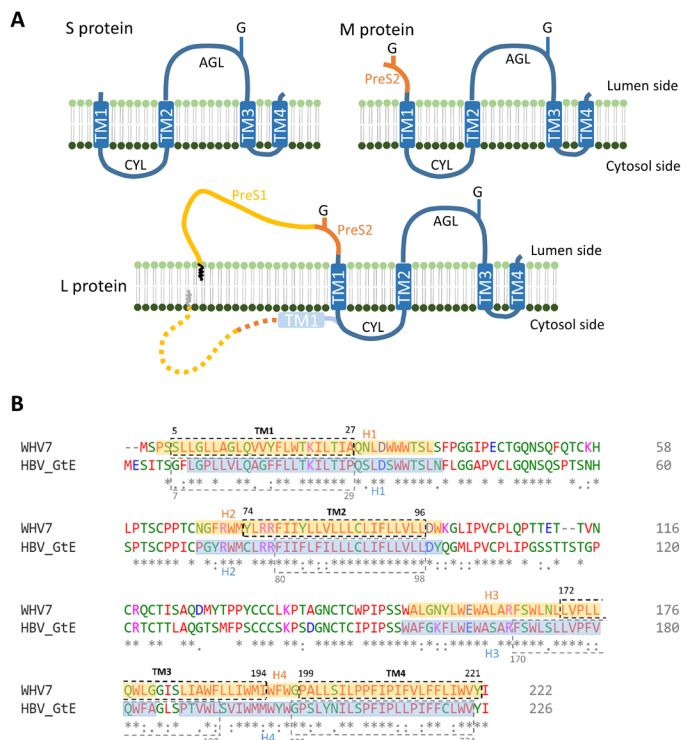 A
S protein
G
AGL
TM1
TM2
TM3
TM4
CYL
M protein
G
PreS2
AGL
Lumen side
TM1
TM2
TM3
TM4
CYL
Cytosol side
PreS1
G
PreS2
G
AGL
Lumen side
L protein
TM1
TM2
TM3
TM4
TM1
CYL
Cytosol side
B
5 TM1 27 H1
WHV7 --MSPSSLLGLLAGLQVVYFLWTKILTIAQNLDWWWTSLSFPGGIPECTGQNSQFQTCKH 58
HBV_GtE MESITSGFLGPLLVLQAGFFLLTKILTIPQSLDSWWTSLNFLGGAPVCLGQNSQSPTSNH 60
7 29 H1
H2 74 TM2 96
WHV7 LPTSCPPTCNGFRWMYLRRFIIYLLVLLLCLIFLLVLLDWKGLIPVCPLQPTTET--TVN 116
HBV_GtE SPTSCPPICPGYRWMCLRRFIIFLFILLLCLIFLLVLLDYQGMLPVCPLIPGSSTTSTGP 120
H2 80 98
H3 172
WHV7 CRQCTISAQDMYTPPYCCCLKPTAGNCTCWPIPSSWALGNYLWEWALARFSWLNLLVPLL 176
HBV_GtE CRTCTTLAQGTSMFPSCCCSKPSDGNCTCIPIPSSWAFGKFLWEWASARFSWLSLLVPFV 180
H3 170
TM3 194 H4 199 TM4 221
WHV7 QWLGGISLIAWFLLIWMIWFWGPALLSILPPFIPIFVLFFLIWVYI 222
HBV_GtE QWFAGLSPTVWLSVIWMMWYWGPSLYNILSPFIPLLPIFFCLWVYI 226
H4